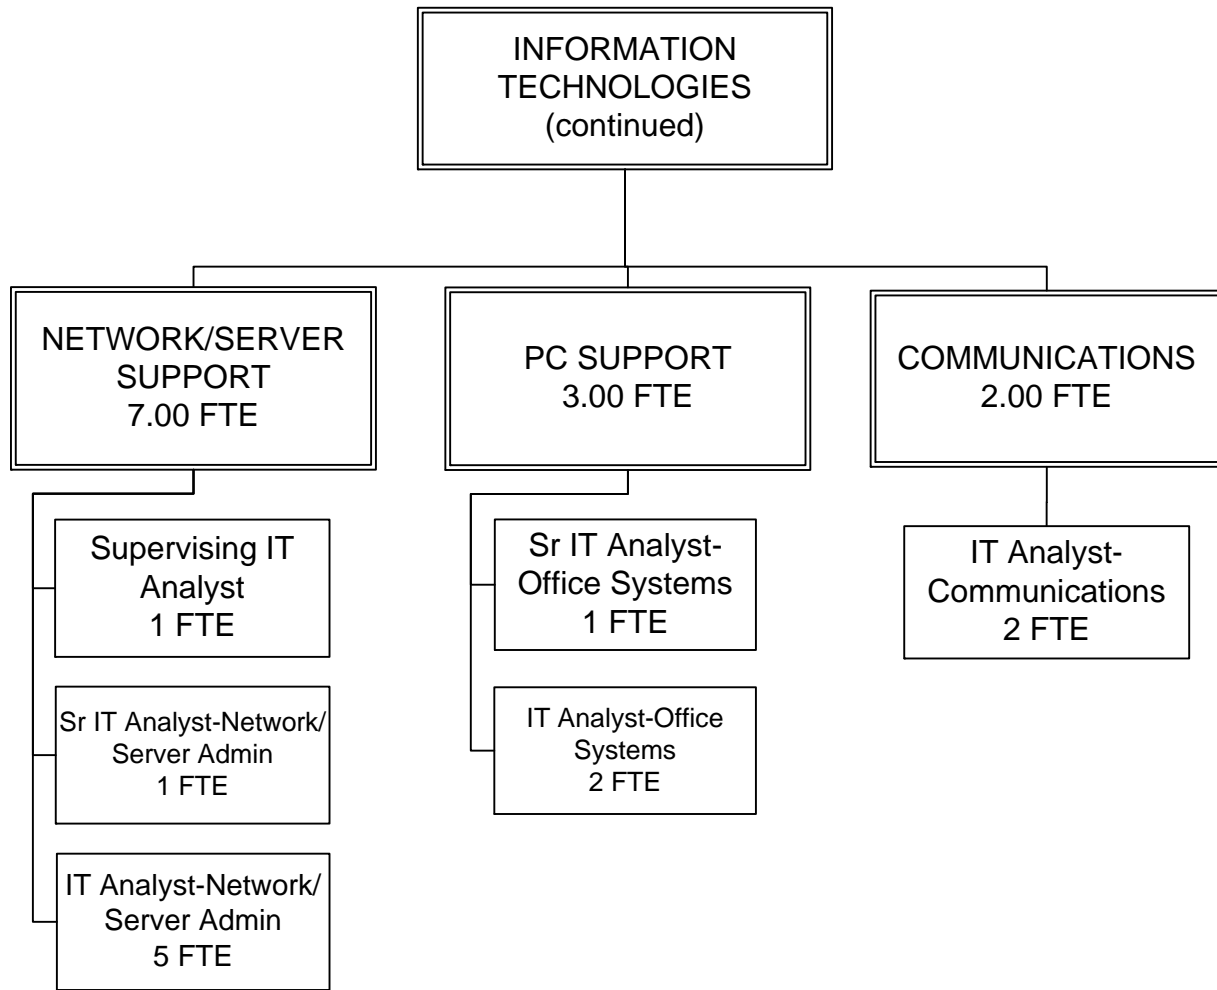 INFORMATION
TECHNOLOGIES
(continued)
NETWORK/SERVER
SUPPORT
7.00 FTE
PC SUPPORT
3.00 FTE
COMMUNICATIONS
2.00 FTE
Supervising IT
Analyst
1 FTE
Sr IT Analyst-Network/
Server Admin
1 FTE
IT Analyst-Network/
Server Admin
5 FTE
Sr IT Analyst-
Office Systems
1 FTE
IT Analyst-Office
Systems
2 FTE
IT Analyst-
Communications
2 FTE